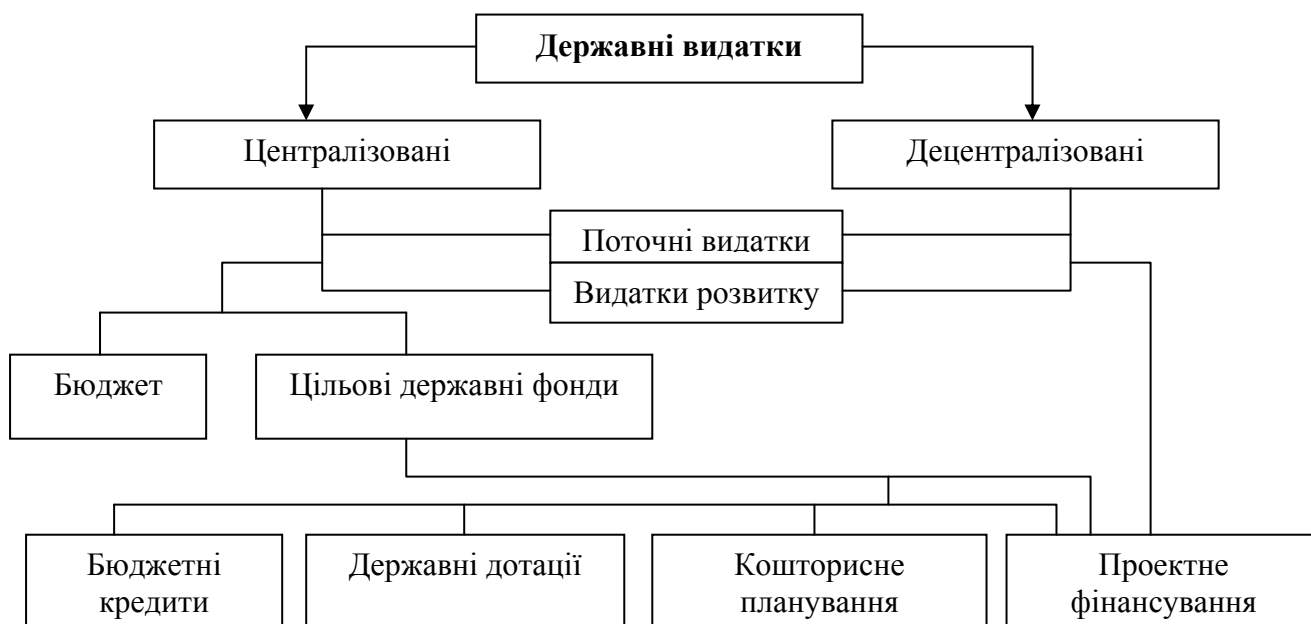 Державні видатки
Централізовані
Децентралізовані
Поточні видатки
Видатки розвитку
Бюджет
Цільові державні фонди
Бюджетні
кредити
Державні дотації
Кошторисне
планування
Проектне
фінансування